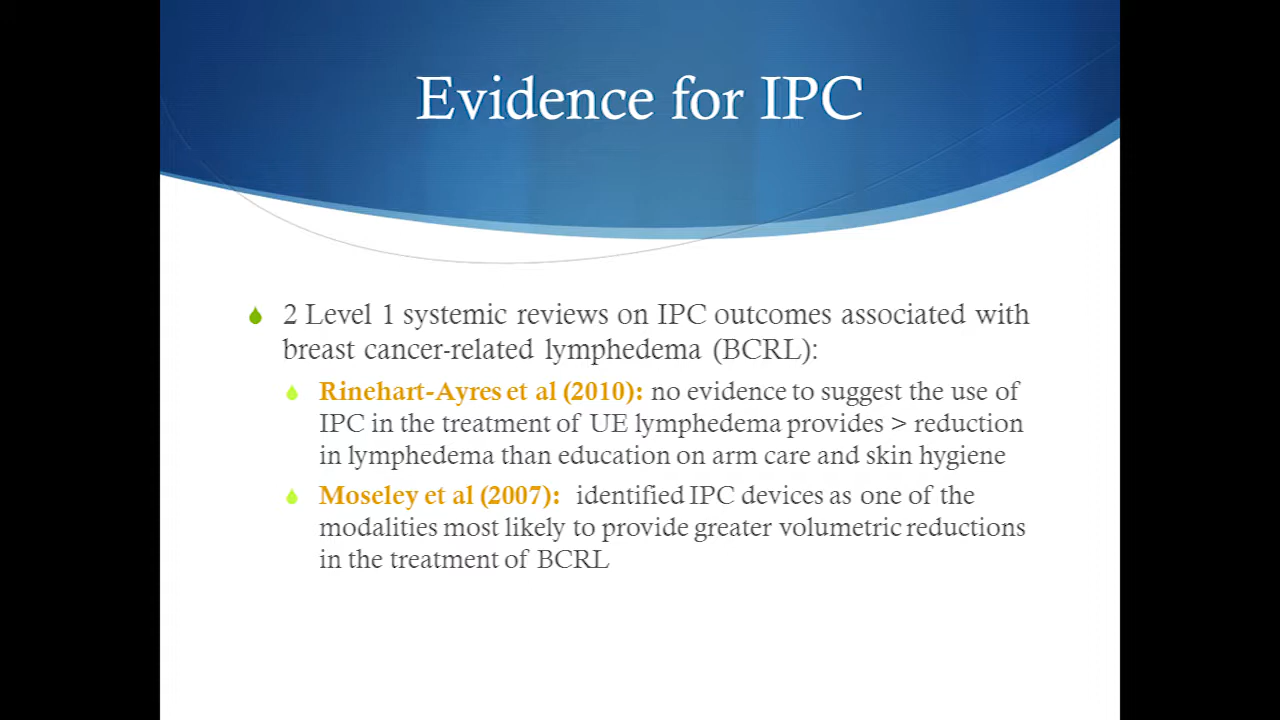 Evidence for IPC
2 Level 1 systemic reviews on IPC outcomes associated with
breast cancer-related lymphedema (BCRL):
Rinehart-Ayres et al (2010): no evidence to suggest the use of
IPC in the treatment of UE lymphedema provides > reduction
in lymphedema than education on arm care and skin hygiene
Moseley et al (2007): identified IPC devices as one of the
modalities most likely to provide greater volumetric reductions
in the treatment of BCRL